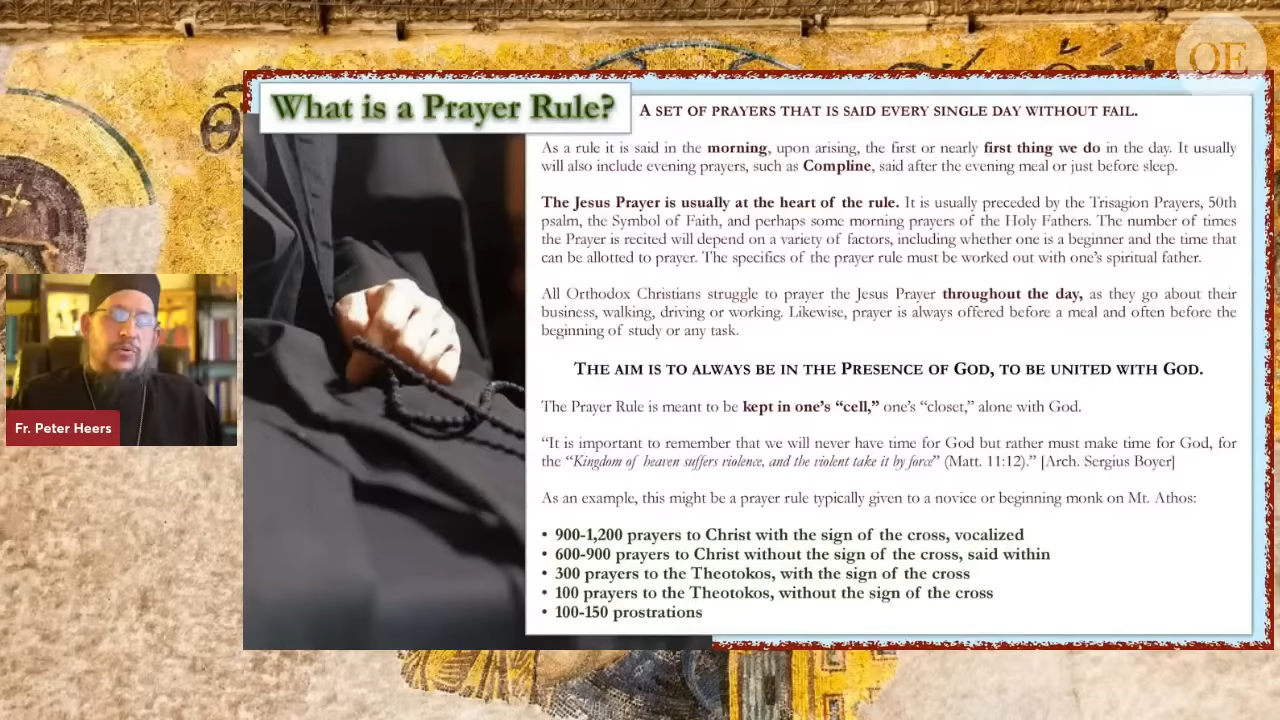 OE
What is a Prayer Rule?
A SET OF PRAYERS THAT IS SAID EVERY SINGLE DAY WITHOUT FAIL.
As a rule it is said in the morning, upon arising, the first or nearly first thing we do in the day. It usually
will also include evening prayers, such as Compline, said after the evening meal or just before sleep.
The Jesus Prayer is usually at the heart of the rule. It is usually preceded by the Trisagion Prayers, 50th
psalm, the Symbol of Faith, and perhaps some morning prayers of the Holy Fathers. The number of times
the Prayer is recited will depend on a variety of factors, including whether one is a beginner and the time that
can be allotted to prayer. The specifics of the prayer rule must be worked out with one's spiritual father.
All Orthodox Christians struggle to prayer the Jesus Prayer throughout the day, as they go about their
business, walking, driving or working. Likewise, prayer is always offered before a meal and often before the
beginning of study or any task.
THE AIM IS TO ALWAYS BE IN THE PRESENCE OF GOD, TO BE UNITED WITH GOD.
The Prayer Rule is meant to be kept in one's “cell,” one's “closet,” alone with God.
“It is important to remember that we will never have time for God but rather must make time for God, for
the “Kingdom of heaven suffers violence, and the violent take it by force” (Matt. 11:12).” [Arch. Sergius Boyer]
As an example, this might be a prayer rule typically given to a novice or beginning monk on Mt. Athos:
• 900-1,200 prayers to Christ with the sign of the cross, vocalized
• 600-900 prayers to Christ without the sign of the cross, said within
• 300 prayers to the Theotokos, with the sign of the cross
• 100 prayers to the Theotokos, without the sign of the cross
• 100-150 prostrations
Fr. Peter Heers